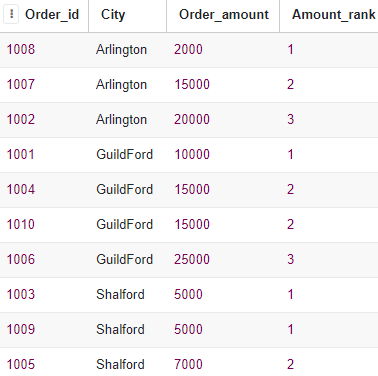 Order_id City Order_amount Amount_rank
1008 Arlington 2000 1
1007 Arlington 15000 2
1002 Arlington 20000 3
1001 GuildFord 10000 1
1004 GuildFord 15000 2
1010 GuildFord 15000 2
1006 GuildFord 25000 3
1003 Shalford 5000 1
1009 Shalford 5000 1
1005 Shalford 7000 2